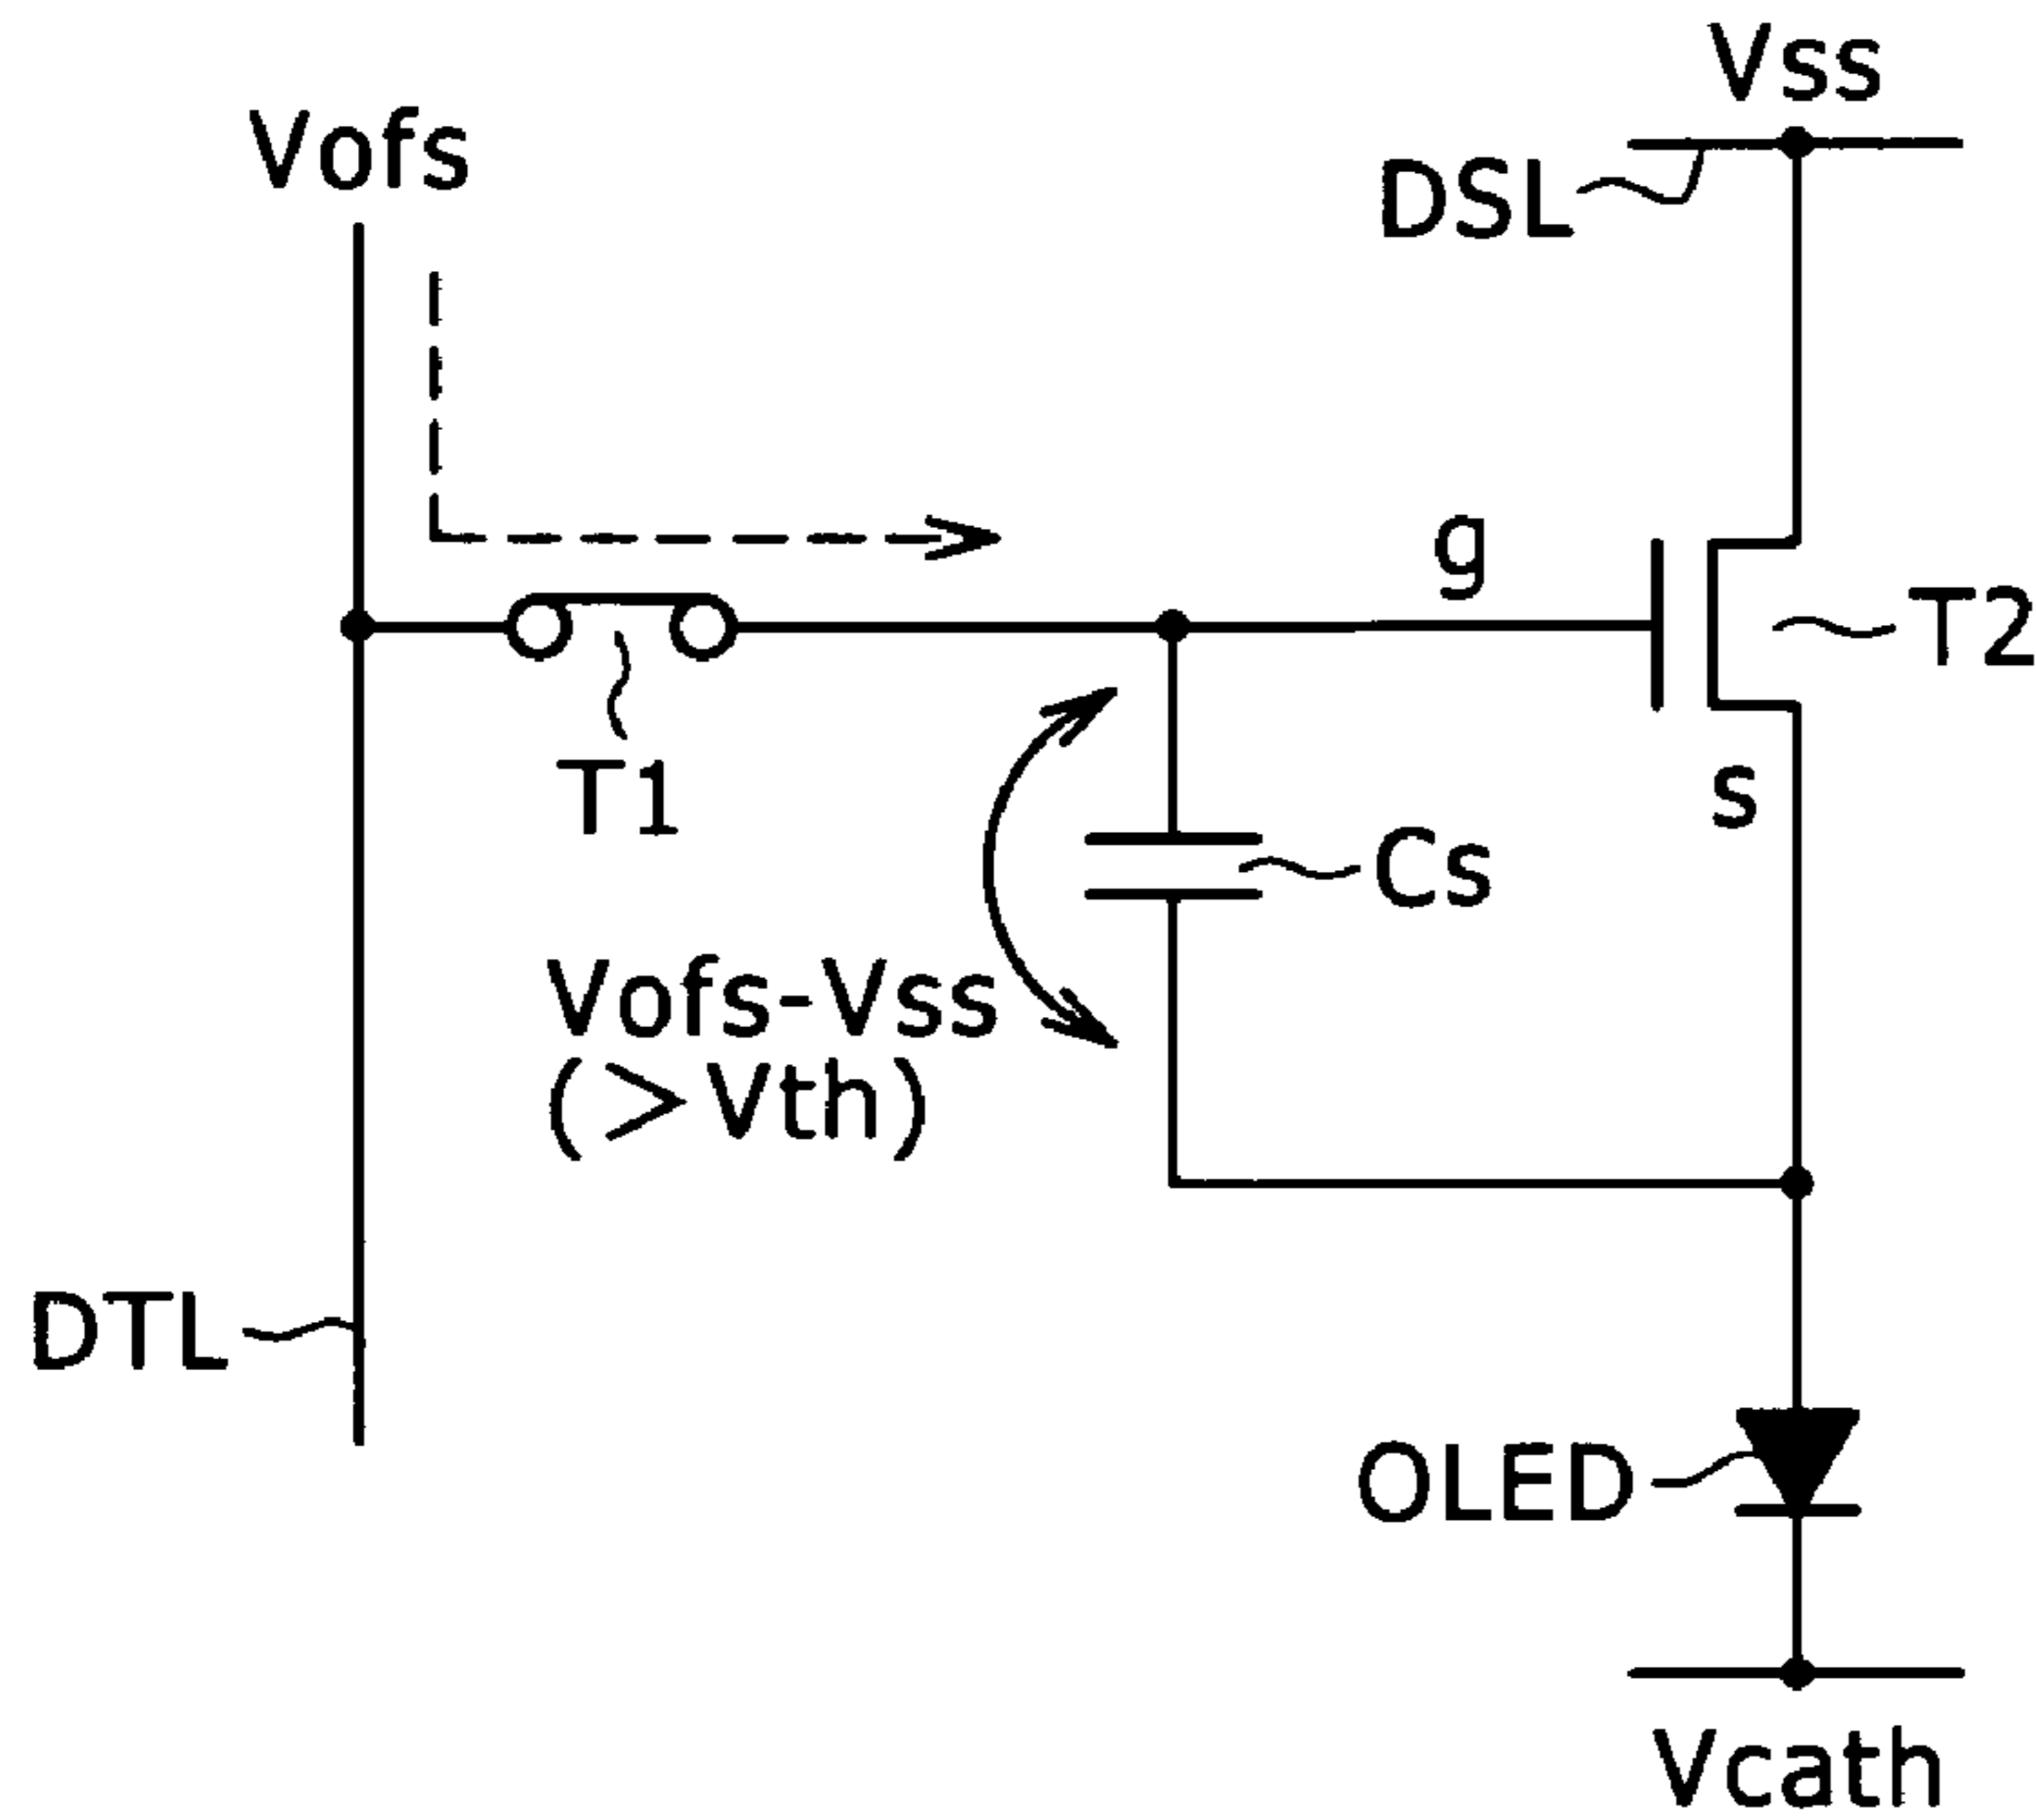 Vss
Vofs
DSL
g
T2
T1
s
Cs
Vofs-Vss
(>Vth)
DTL
OLED
Vcath